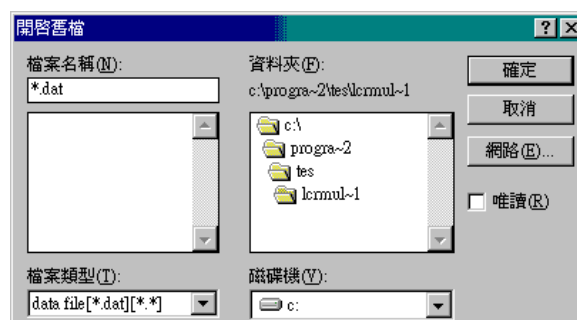 開啓舊檔
檔案名稱(N):
*.dat
資料夾(F):
c:\progra~2\tes\lcrmul~1
c:\
progra~2
tes
lcrmul~1
確定
取消
網路(E)...
唯讀(R)
檔案類型(T):
data file[*.dat][*.*]
磁碟機(V):
c: